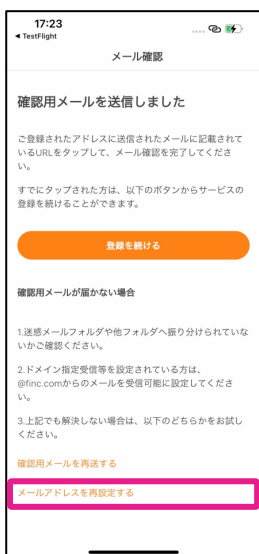 17:23
◀ TestFlight
メール確認
確認用メールを送信しました
ご登録されたアドレスに送信されたメールに記載されて
いるURLをタップして、メール確認を完了してくださ
い。
すでにタップされた方は、以下のボタンからサービスの
登録を続けることができます。
登録を続ける
確認用メールが届かない場合
1.迷惑メールフォルダや他フォルダへ振り分けられていな
いかご確認ください。
2.ドメイン指定受信等を設定されている方は、
@finc.comからのメールを受信可能に設定してくださ
い。
3.上記でも解決しない場合は、以下のどちらかをお試し
ください。
確認用メールを再送する
メールアドレスを再設定する